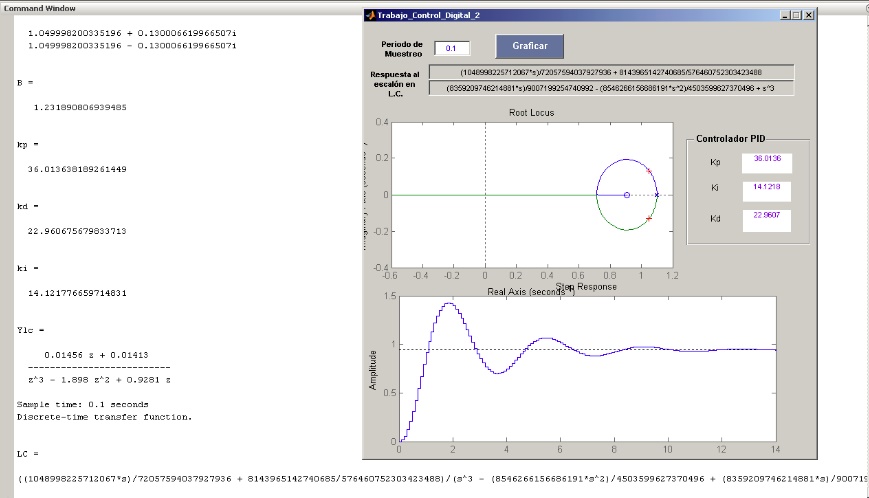 Command Window
1.049998200335196 + 0.130006619966507i
1.049998200335196 - 0.130006619966507i
B =
1.231890806939485
kp =
36.013638189261449
kd =
22.960675679833713
ki =
14.121776659714831
Ylc =
0.01456 z + 0.01413
---------------------------
z^3 - 1.898 z^2 + 0.9281 z
Sample time: 0.1 seconds
Discrete-time transfer function.
LC =
((1048998225712067*s)/72057594037927936 + 8143965142740685/576460752303423488)/(s^3 - (8546266156686191*s^2)/4503599627370496 + (8359209746214881*s)/900719
Trabajo_Control_Digital_2
Periodo de
Muestreo
0.1
Graficar
Respuesta al
escalón en
L.C.
(1048998225712067*s)/72057594037927936 + 8143965142740685/576460752303423488
(8359209746214881*s)/9007199254740992 - (8546266156686191*s^2)/4503599627370496 + s^3
Root Locus
0.4
0.2
0
-0.2
-0.4
-0.6 -0.4 -0.2 0 0.2 0.4 0.6 0.8 1 1.2
Real Axis (seconds
Controlador PID
Kp
36.0136
Ki
14.1218
Kd
22.9607
Step Response
Amplitude
1.5
1
0.5
0
0 2 4 6 8 10 12 14